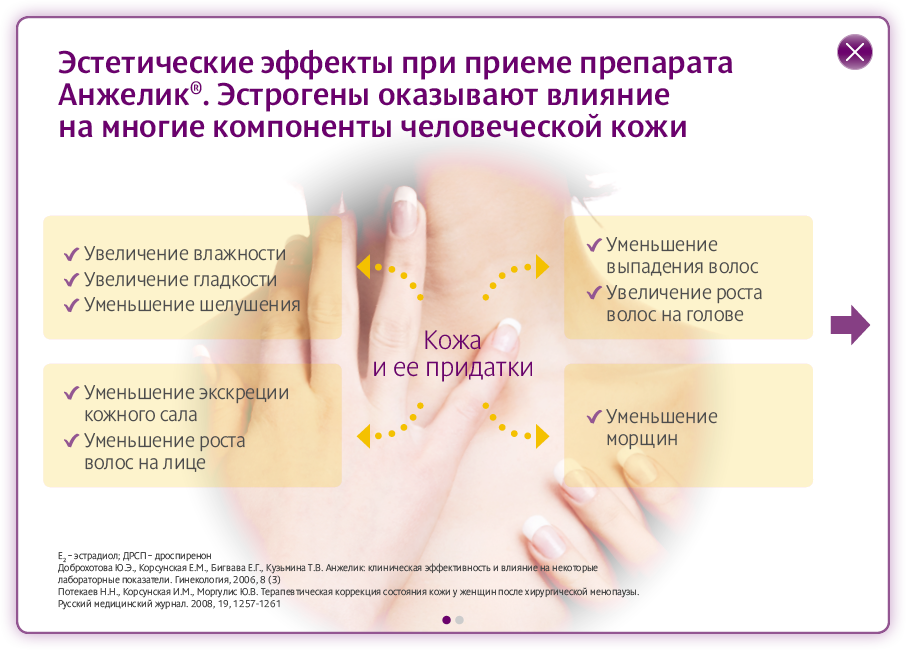 Эстетические эффекты при приеме препарата
Анжелик®. Эстрогены оказывают влияние
на многие компоненты человеческой кожи
Увеличение влажности
Увеличение гладкости
Уменьшение шелушения
Уменьшение
выпадения волос
Увеличение роста
волос на голове
Кожа
и ее придатки
Уменьшение экскреции
кожного сала
Уменьшение роста
волос на лице
Уменьшение
морщин
E2 – эстрадиол; ДРСП – дроспиренон
Доброхотова Ю.Э., Корсунская Е.М., Бигвава Е.Г., Кузьмина Т.В. Анжелик: клиническая эффективность и влияние на некоторые
лабораторные показатели. Гинекология, 2006, 8 (3)
Потекаев Н.Н., Корсунская И.М., Моргулис Ю.В. Терапевтическая коррекция состояния кожи у женщин после хирургической менопаузы.
Русский медицинский журнал. 2008, 19, 1257-1261